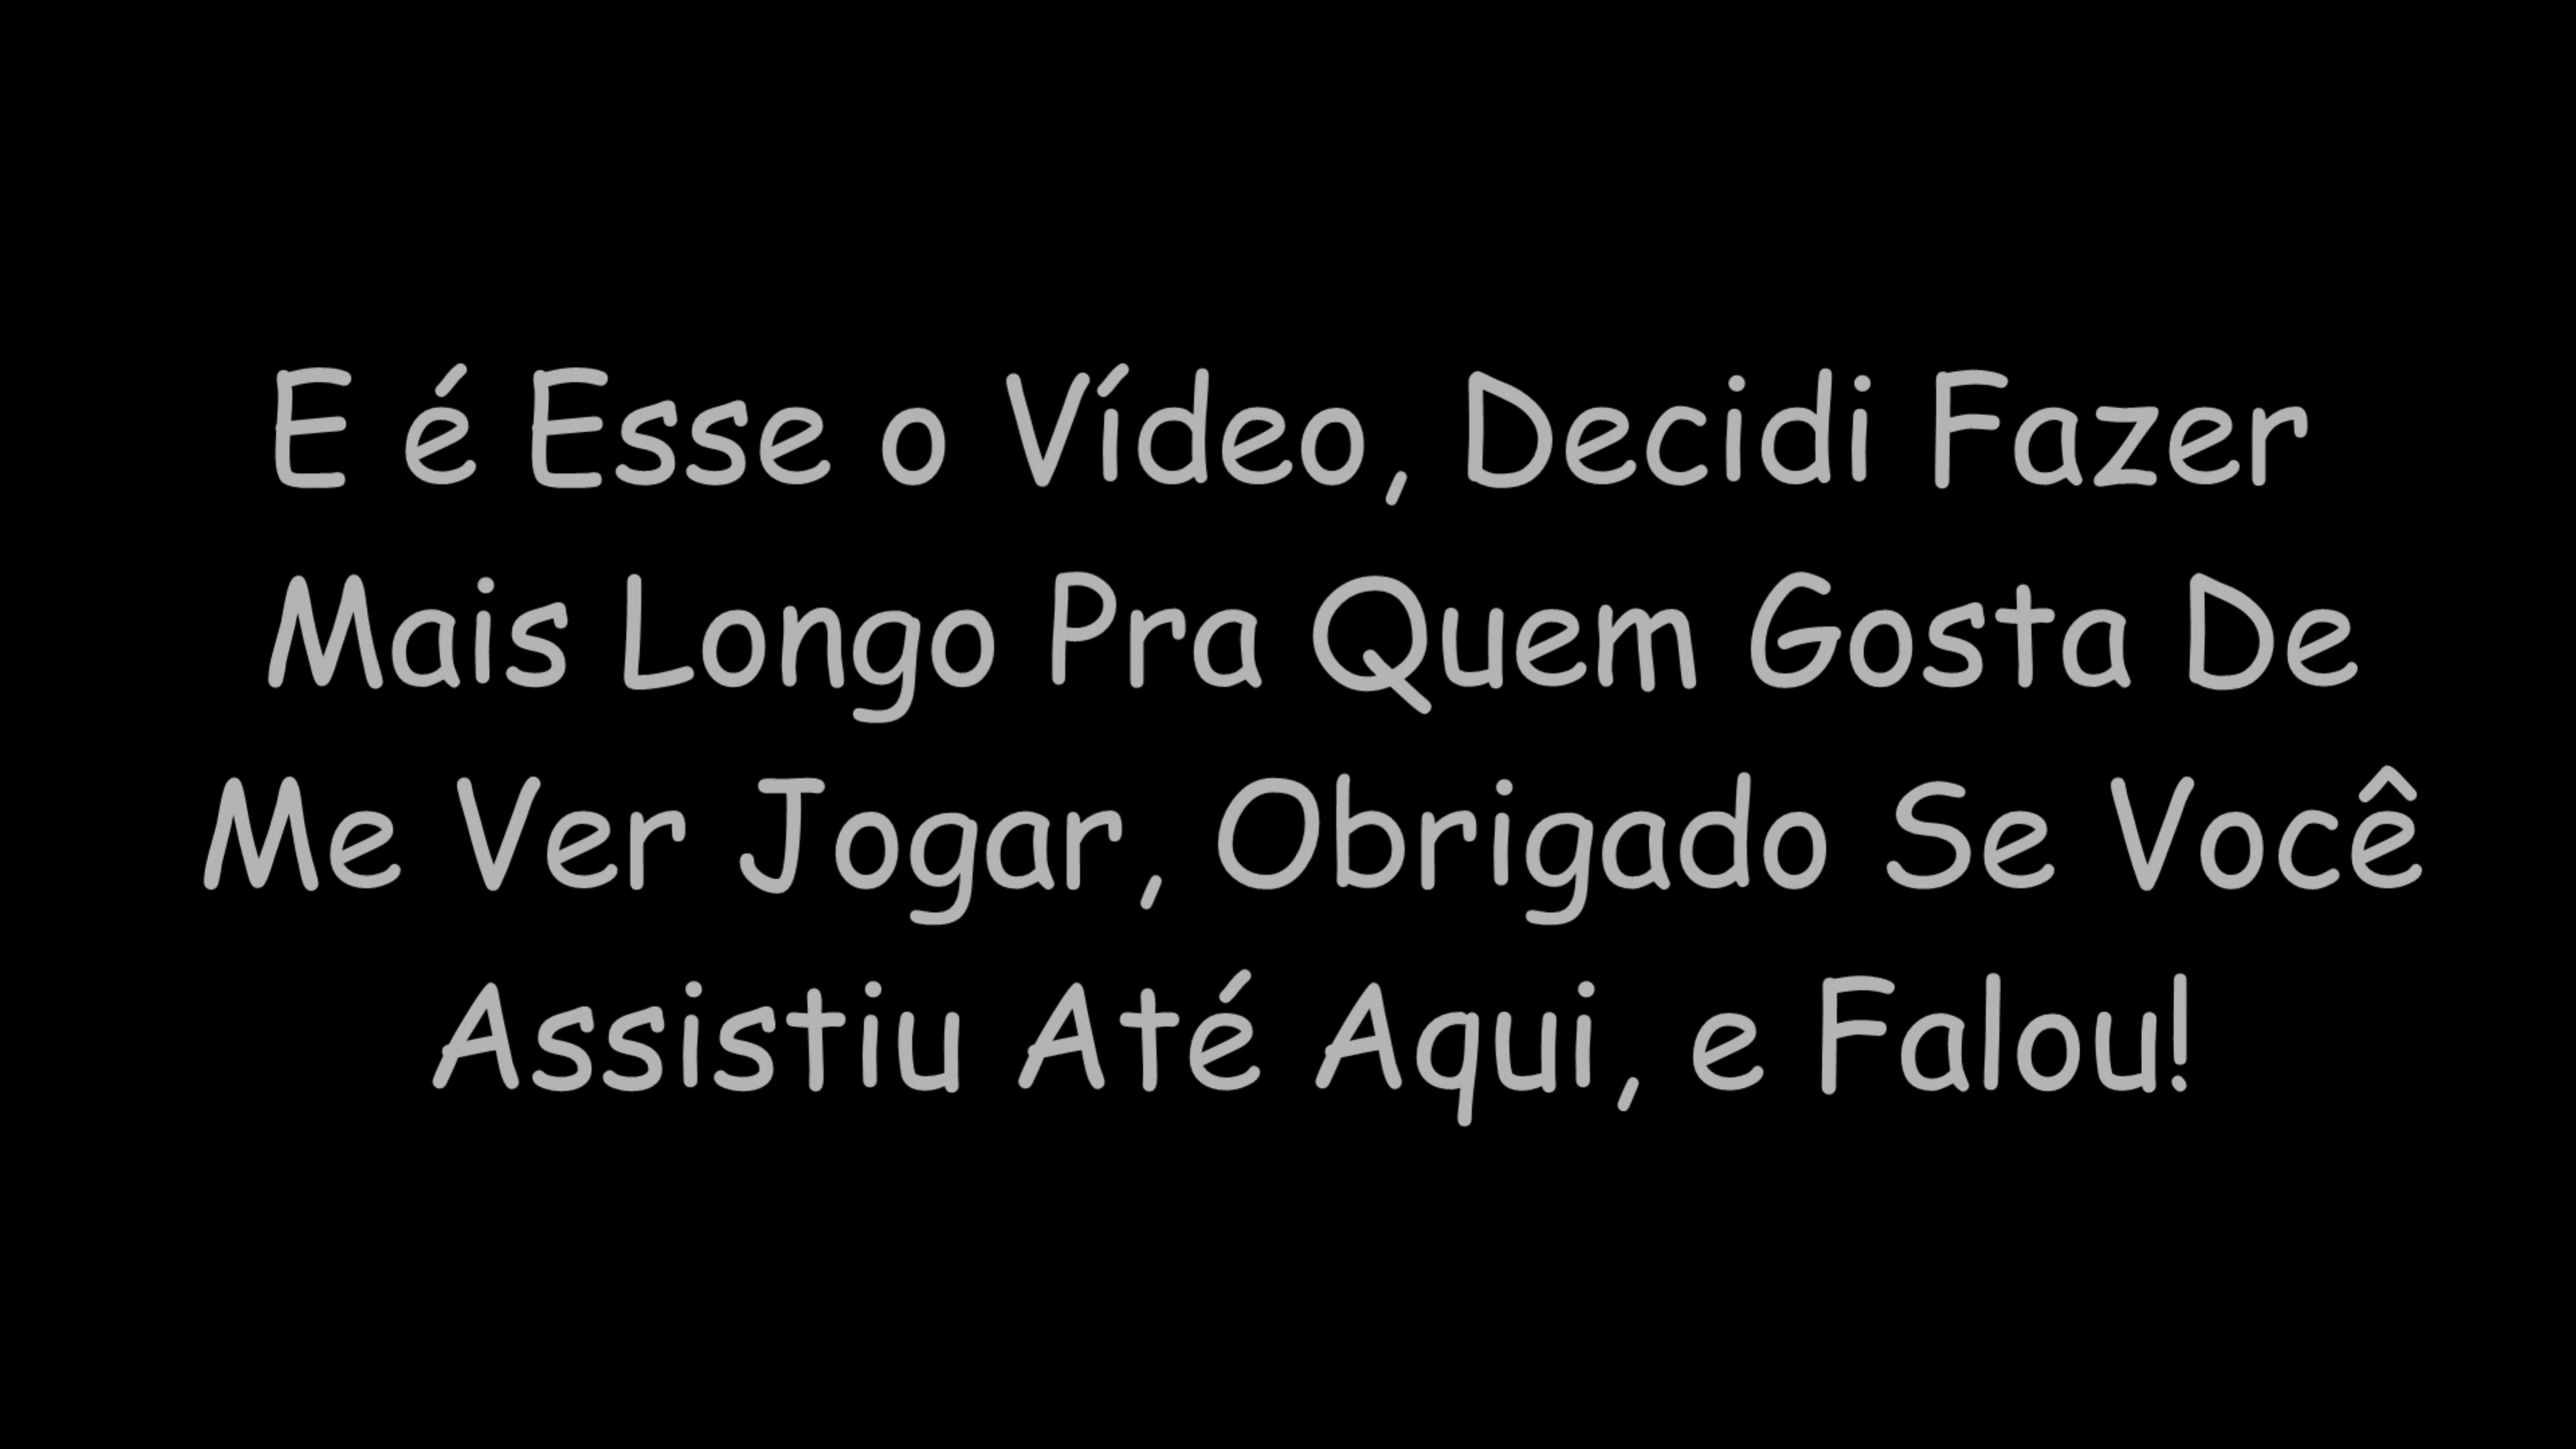 E é Esse o Vídeo, Decidi Fazer
Mais Longo Pra Quem Gosta De
Me Ver Jogar, Obrigado Se Você
Assistiu Até Aqui, e Falou!